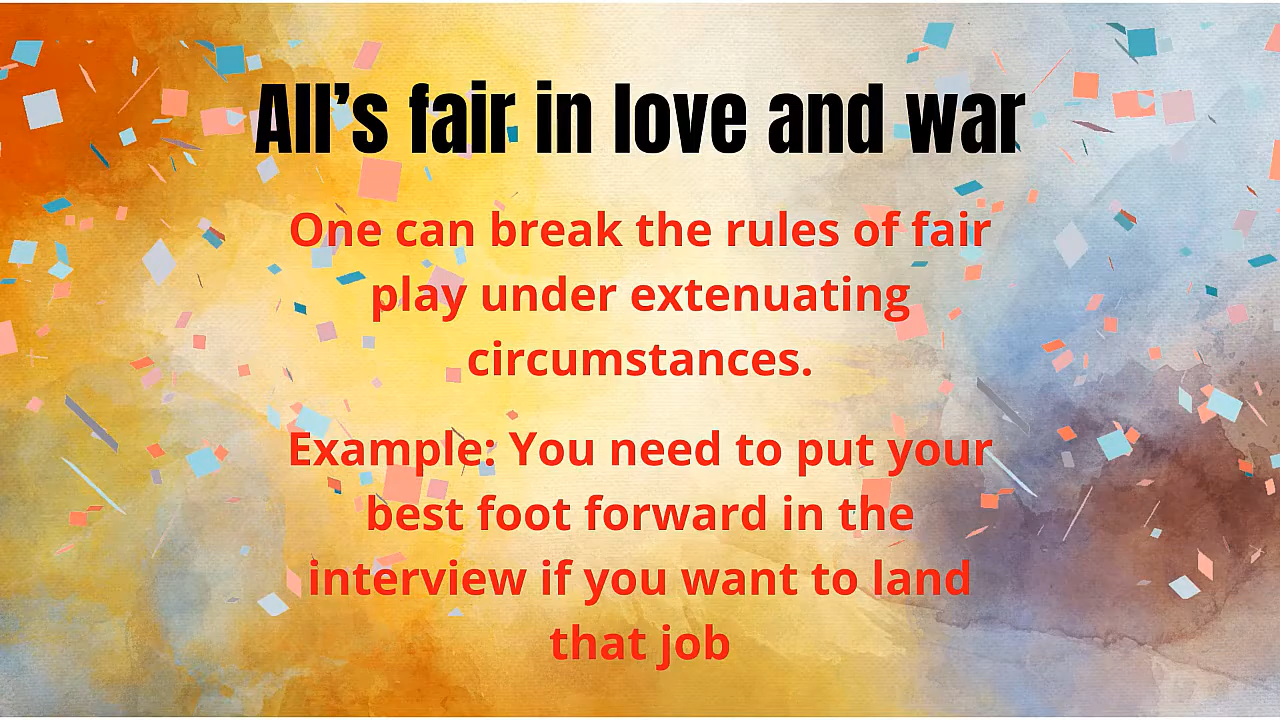 All’s fair in love and war
One can break the rules of fair
play under extenuating
circumstances.
Example: You need to put your
best foot forward in the
interview if you want to land
that job